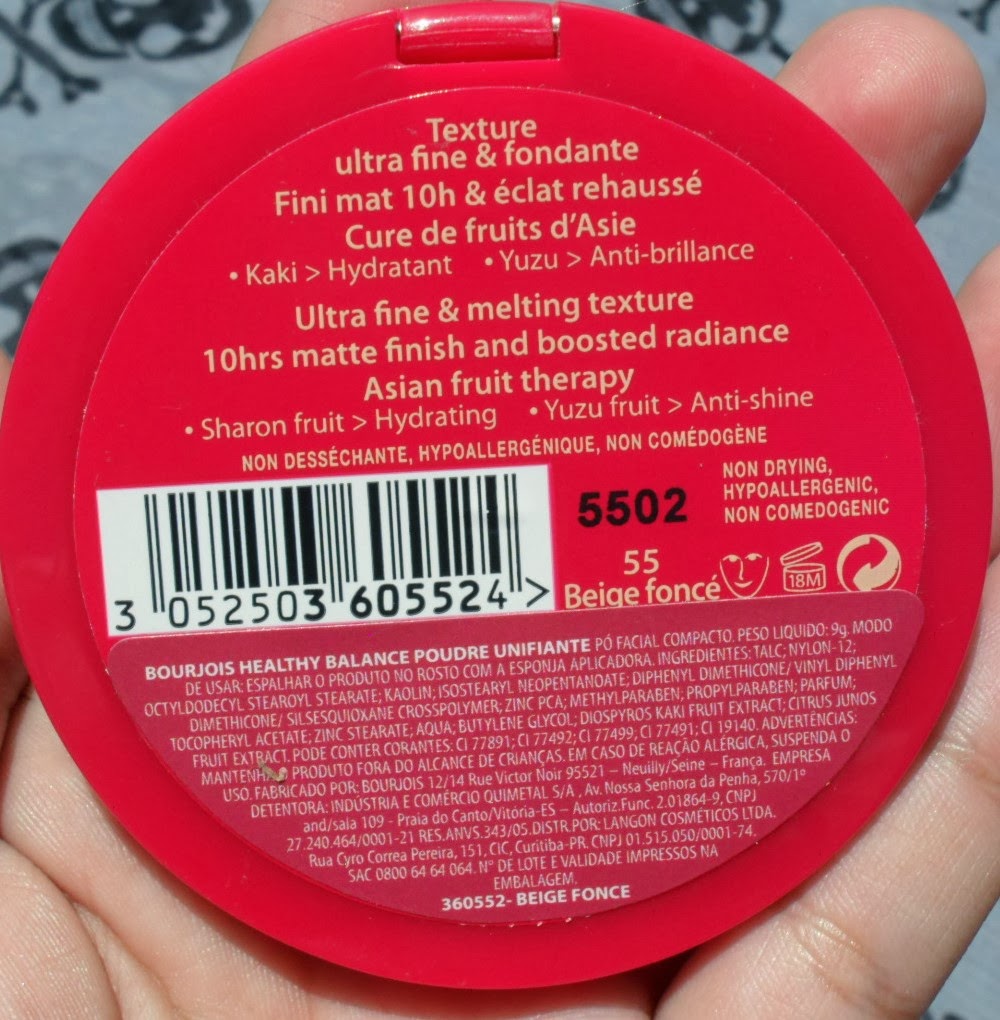 Texture
ultra fine & fondante
Fini mat 10h & éclat rehaussé
Cure de fruits d'Asie
• Kaki > Hydratant • Yuzu > Anti-brillance
Ultra fine & melting texture
10hrs matte finish and boosted radiance
Asian fruit therapy
• Sharon fruit > Hydrating • Yuzu fruit > Anti-shine
NON DESSÉCHANTE, HYPOALLERGÉNIQUE, NON COMÉDOGÈNE
NON DRYING,
HYPOALLERGENIC,
NON COMEDOGENIC
5502
55
Beige foncé
18M
3 052503 605524 >
BOURJOIS HEALTHY BALANCE POUDRE UNIFIANTE PÓ FACIAL COMPACTO. PESO LIQUIDO: 9g. MODO
DE USAR: ESPALHAR O PRODUTO NO ROSTO COM A ESPONJA APLICADORA. INGREDIENTES: TALC; NYLON-12;
OCTYLDODECYL STEAROYL STEARATE; KAOLIN; ISOSTEARYL NEOPENTANOATE; DIPHENYL DIMETHICONE/ VINYL DIPHENYL
DIMETHICONE/ SILSESQUIOXANE CROSSPOLYMER; ZINC PCA; METHYLPARABEN; PROPYLPARABEN; PARFUM;
TOCOPHERYL ACETATE; ZINC STEARATE; AQUA; BUTYLENE GLYCOL; DIOSPYROS KAKI FRUIT EXTRACT; CITRUS JUNOS
FRUIT EXTRACT. PODE CONTER CORANTES: CI 77891; CI 77492; CI 77499; CI 77491; CI 19140. ADVERTÊNCIAS:
MANTENHA O PRODUTO FORA DO ALCANCE DE CRIANÇAS. EM CASO DE REAÇÃO ALÉRGICA, SUSPENDA O
USO. FABRICADO POR: BOURJOIS 12/14 Rue Victor Noir 95521 – Neuilly/Seine – França. EMPRESA
DETENTORA: INDÚSTRIA E COMÉRCIO QUIMETAL S/A , Av. Nossa Senhora da Penha, 570/1º
and/sala 109 - Praia do Canto/Vitória-ES – Autoriz.Func. 2.01864-9, CNPJ
27.240.464/0001-21 RES.ANVS.343/05.DISTR.POR: LANGON COSMÉTICOS LTDA.
Rua Cyro Correa Pereira, 151, CIC, Curitiba-PR. CNPJ 01.515.050/0001-74.
SAC 0800 64 64 064. N° DE LOTE E VALIDADE IMPRESSOS NA
EMBALAGEM.
360552- BEIGE FONCE